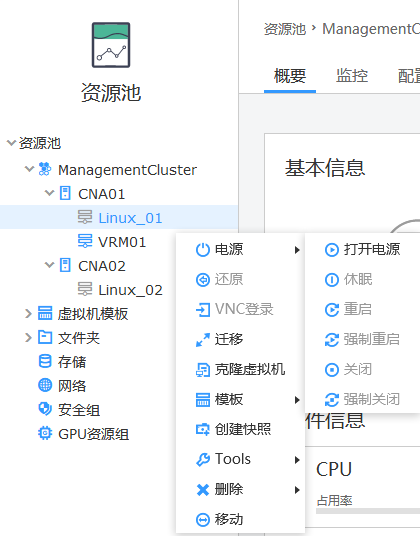 资源池
资源池
ManagementCluster
CNA01
Linux_01
VRM01
CNA02
Linux_02
虚拟机模板
文件夹
存储
网络
安全组
GPU资源组
资源池 › ManagementC
概要 监控 配置
基本信息
电源
还原
VNC登录
迁移
克隆虚拟机
模板
创建快照
Tools
删除
移动
打开电源
休眠
重启
强制重启
关闭
强制关闭
件信息
CPU
占用率